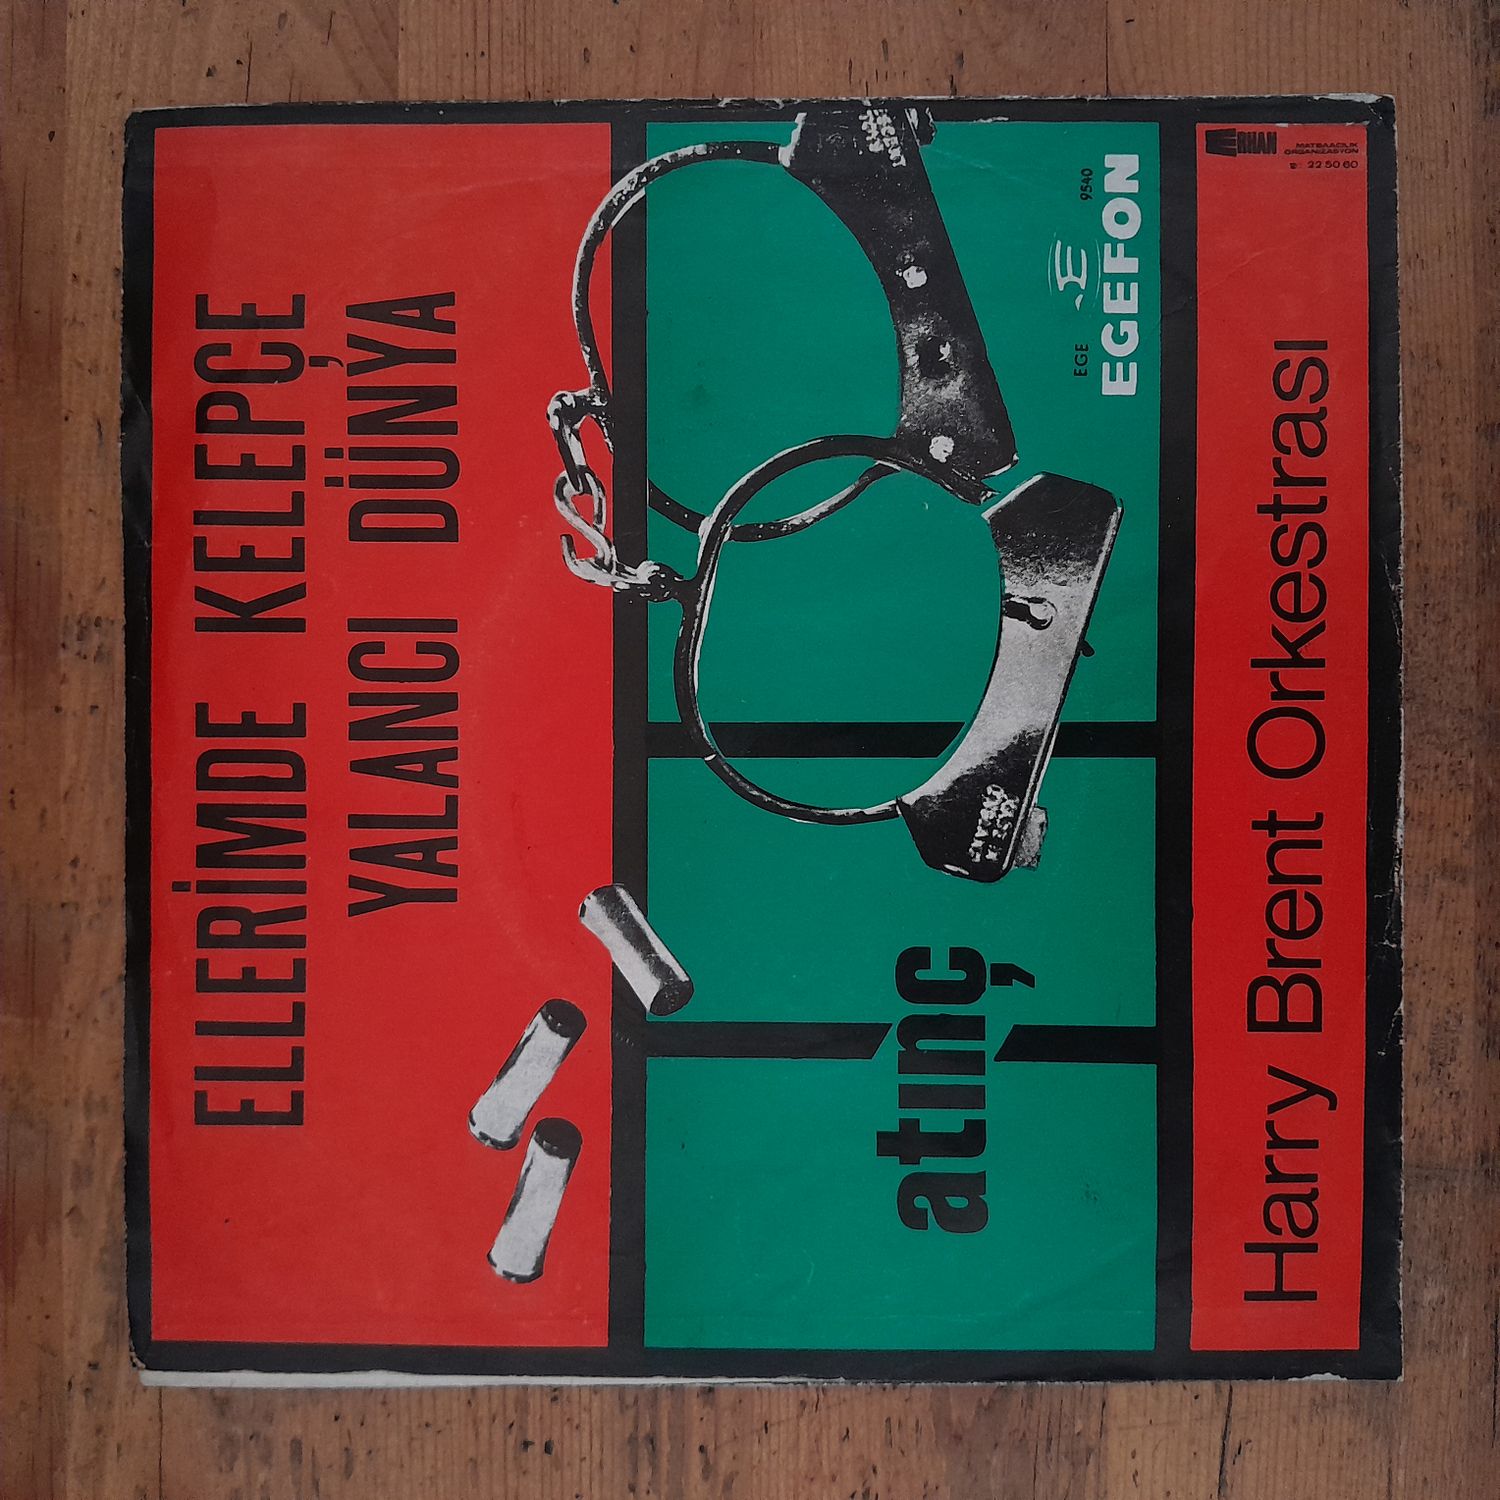 ELLERİMDE KELEPÇE
YALANCI DÜNYA
EGE 9540
EGEFON
atınç
Harry Brent Orkestrası
ERHAN
MATBAACILIK
ORGANİZASYON
22 50 60